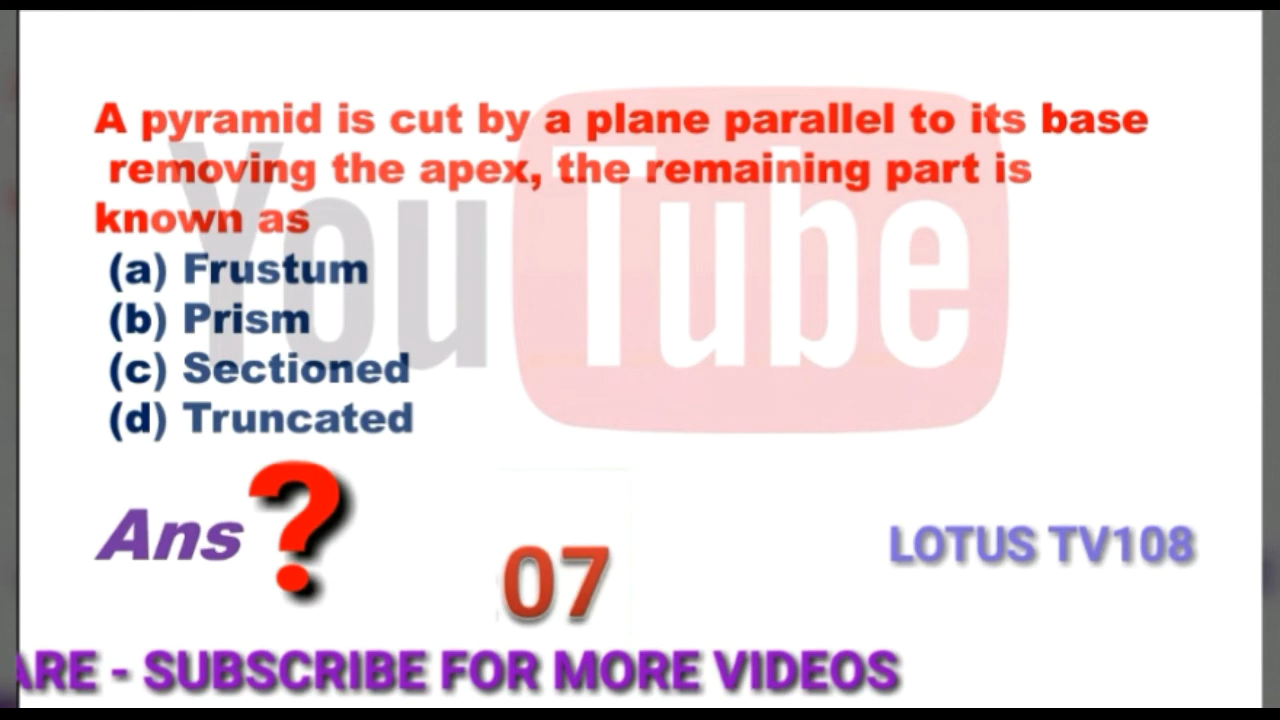 A pyramid is cut by a plane parallel to its base
removing the apex, the remaining part is
known as
(a) Frustum
(b) Prism
(c) Sectioned
(d) Truncated
YouTube
Ans ?
07
LOTUS TV108
ARE - SUBSCRIBE FOR MORE VIDEOS